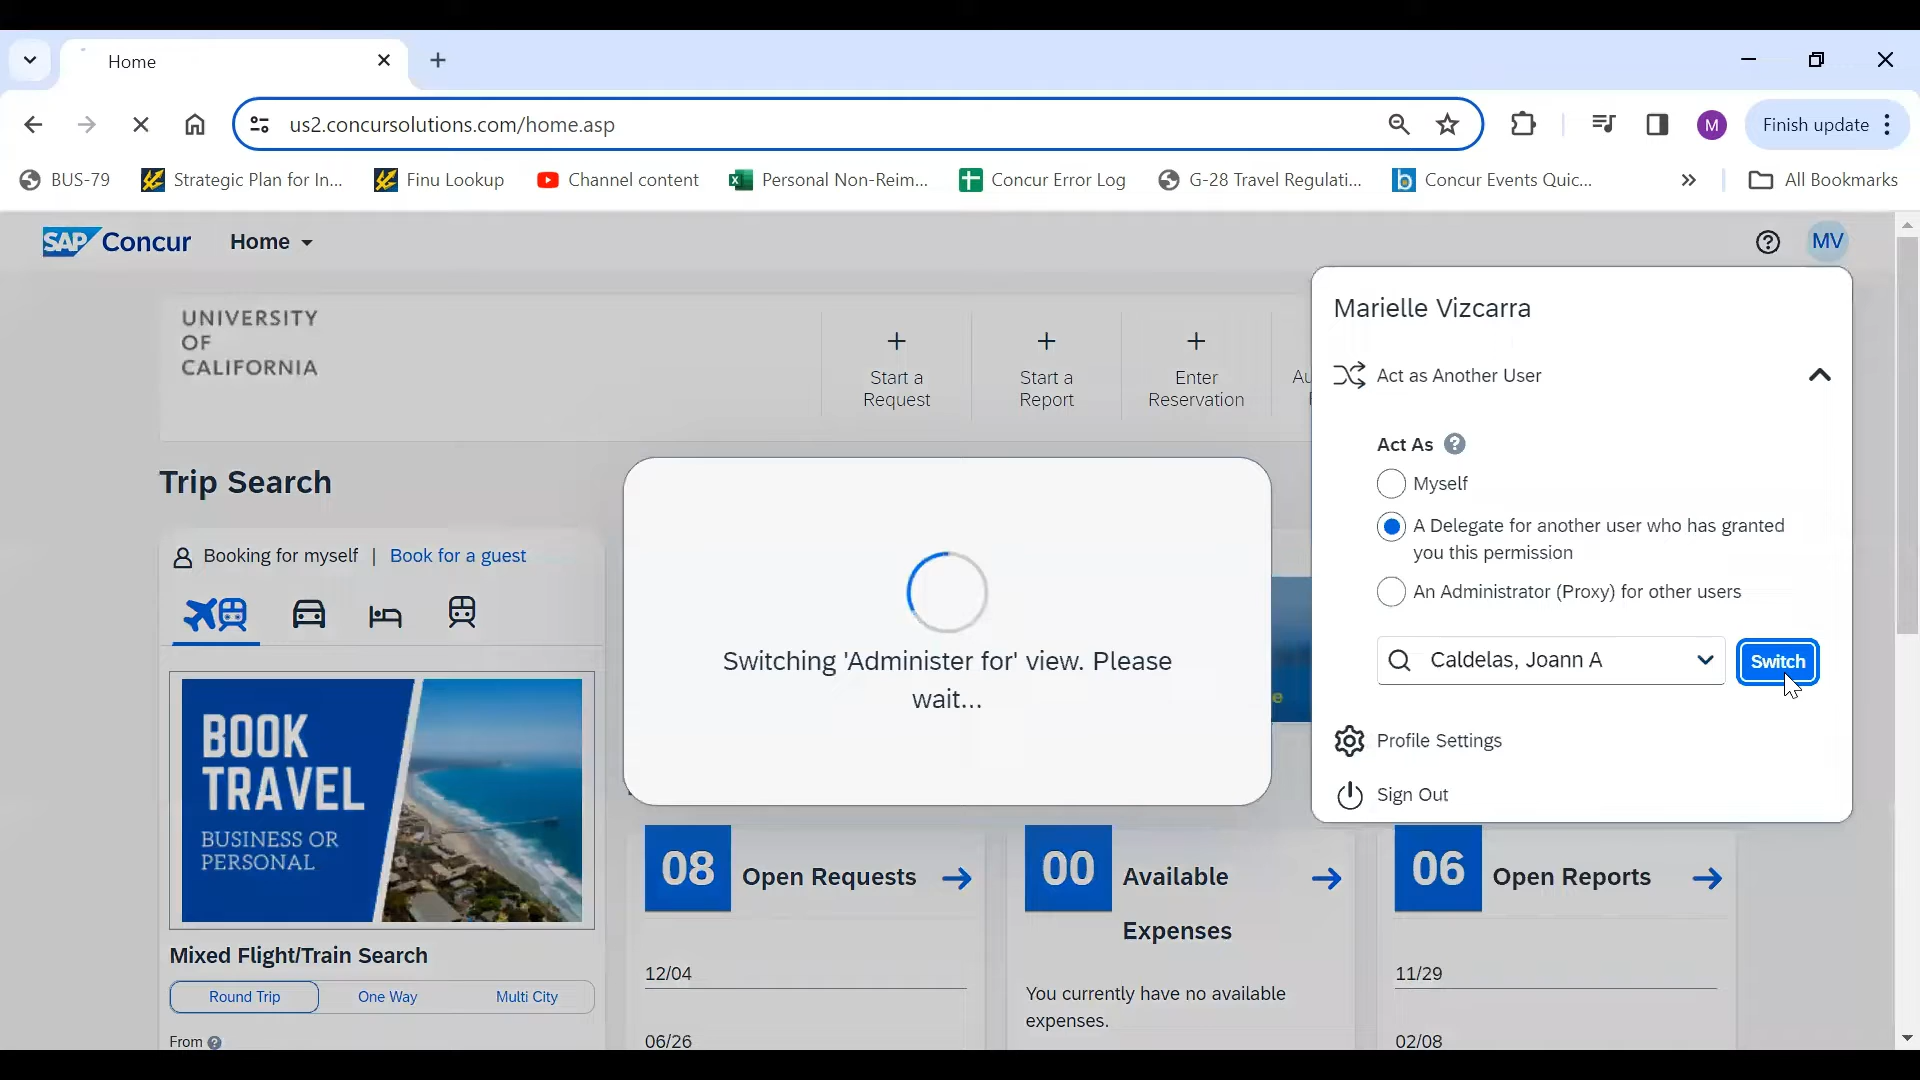 Home
us2.concursolutions.com/home.asp
M
Finish update
BUS-79
Strategic Plan for In...
Finu Lookup
Channel content
Personal Non-Reim...
Concur Error Log
G-28 Travel Regulati...
Concur Events Quic...
All Bookmarks
SAP Concur
Home
MV
UNIVERSITY
OF
CALIFORNIA
Start a
Request
Start a
Report
Enter
Reservation
Marielle Vizcarra
Act as Another User
Act As
Myself
A Delegate for another user who has granted
you this permission
An Administrator (Proxy) for other users
Caldelas, Joann A
Switch
Profile Settings
Sign Out
Trip Search
Booking for myself | Book for a guest
Switching 'Administer for' view. Please
wait...
BOOK
TRAVEL
BUSINESS OR
PERSONAL
Mixed Flight/Train Search
Round Trip
One Way
Multi City
From
08
Open Requests
12/04
06/26
00
Available
Expenses
You currently have no available
expenses.
06
Open Reports
11/29
02/08